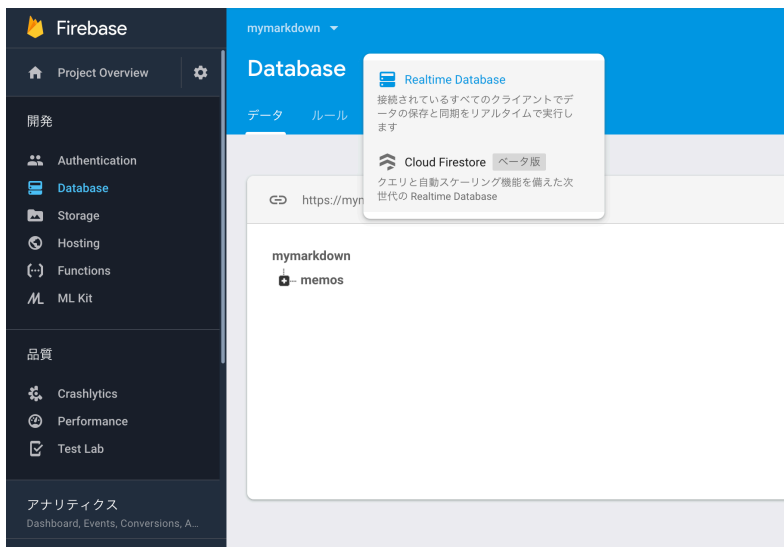 Firebase
Project Overview
開発
Authentication
Database
Storage
Hosting
Functions
ML Kit
品質
Crashlytics
Performance
Test Lab
アナリティクス
Dashboard, Events, Conversions, A...
mymarkdown
Database
データ ルール
Realtime Database
接続されているすべてのクライアントでデ
ータの保存と同期をリアルタイムで実行し
ます
Cloud Firestore ベータ版
クエリと自動スケーリング機能を備えた次
世代の Realtime Database
https://myr
mymarkdown
memos